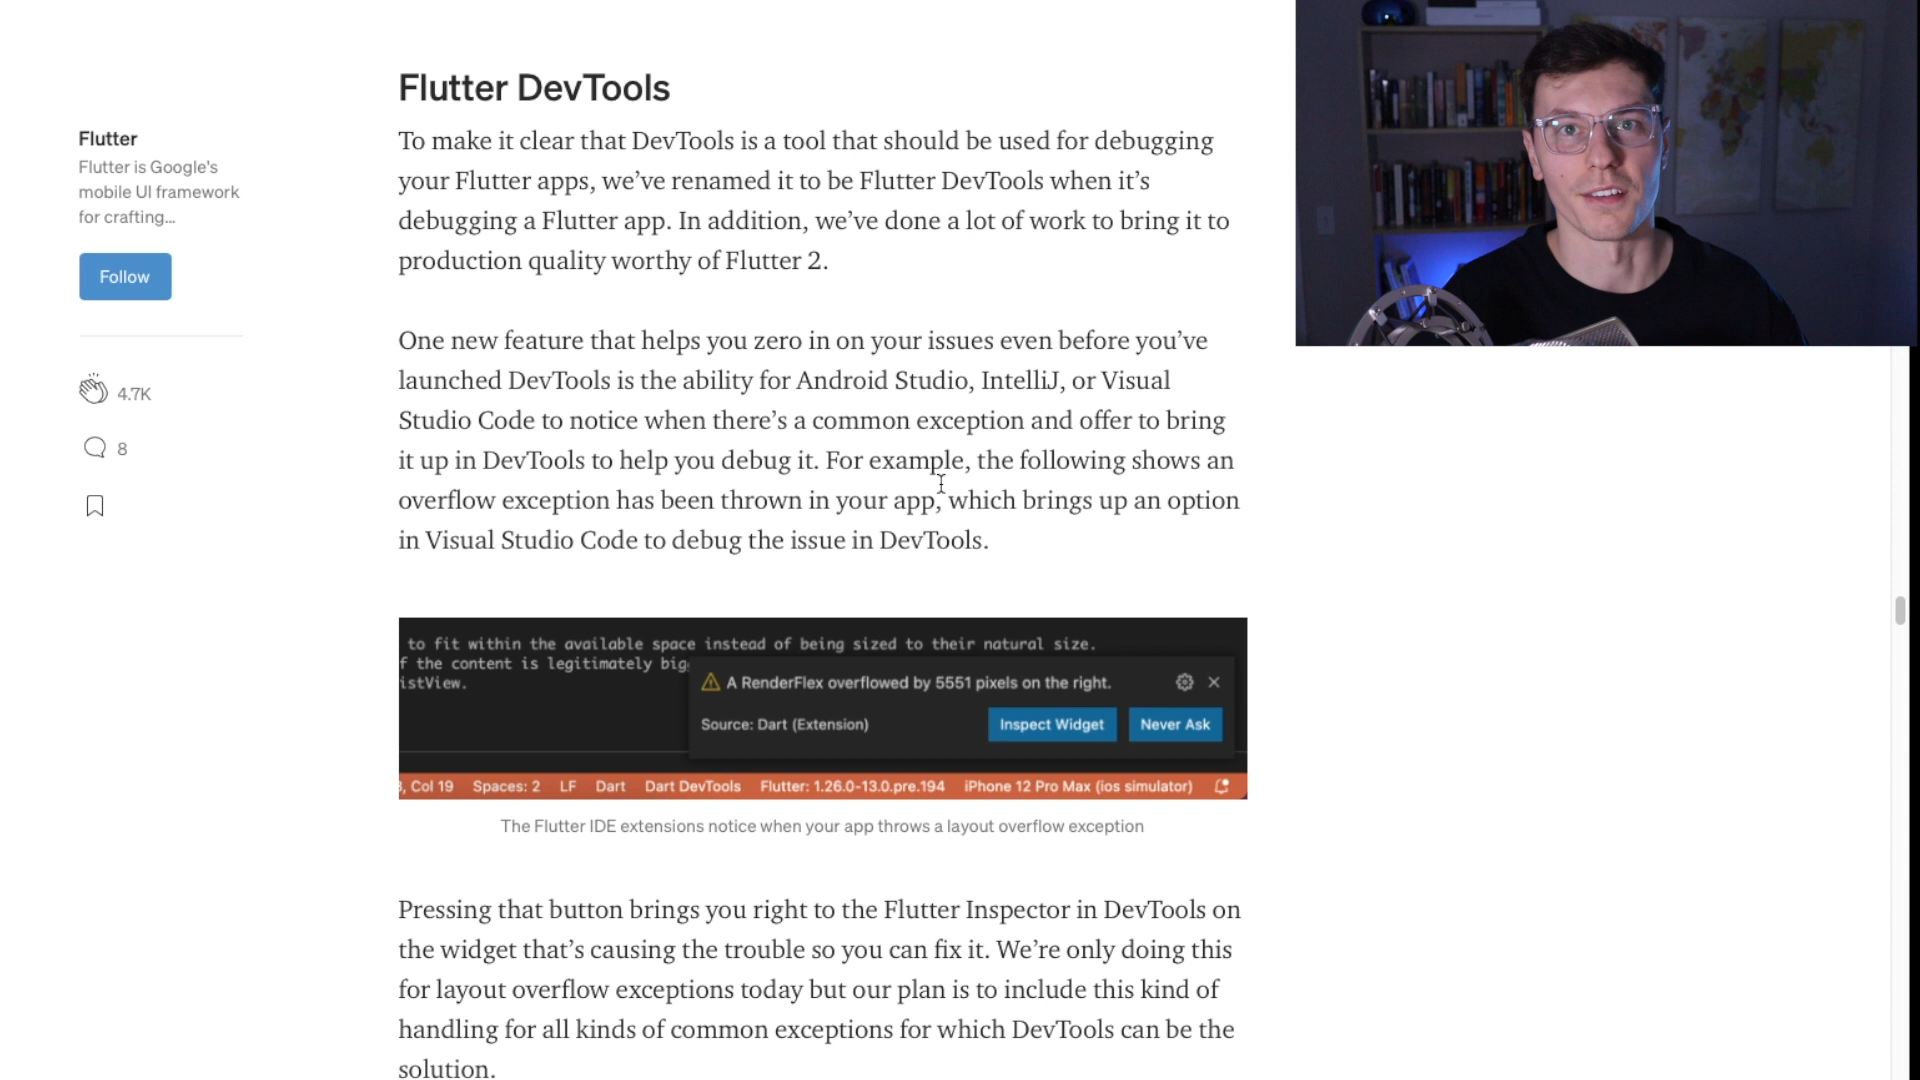 Flutter
Flutter is Google's
mobile UI framework
for crafting...
Follow
4.7K
8
Flutter DevTools
To make it clear that DevTools is a tool that should be used for debugging
your Flutter apps, we’ve renamed it to be Flutter DevTools when it’s
debugging a Flutter app. In addition, we’ve done a lot of work to bring it to
production quality worthy of Flutter 2.
One new feature that helps you zero in on your issues even before you’ve
launched DevTools is the ability for Android Studio, IntelliJ, or Visual
Studio Code to notice when there’s a common exception and offer to bring
it up in DevTools to help you debug it. For example, the following shows an
overflow exception has been thrown in your app, which brings up an option
in Visual Studio Code to debug the issue in DevTools.
to fit within the available space instead of being sized to their natural size.
f the content is legitimately big
istView.
A RenderFlex overflowed by 5551 pixels on the right.
Source: Dart (Extension)
Inspect Widget
Never Ask
, Col 19 Spaces: 2 LF Dart Dart DevTools Flutter: 1.26.0-13.0.pre.194 iPhone 12 Pro Max (ios simulator)
The Flutter IDE extensions notice when your app throws a layout overflow exception
Pressing that button brings you right to the Flutter Inspector in DevTools on
the widget that’s causing the trouble so you can fix it. We’re only doing this
for layout overflow exceptions today but our plan is to include this kind of
handling for all kinds of common exceptions for which DevTools can be the
solution.